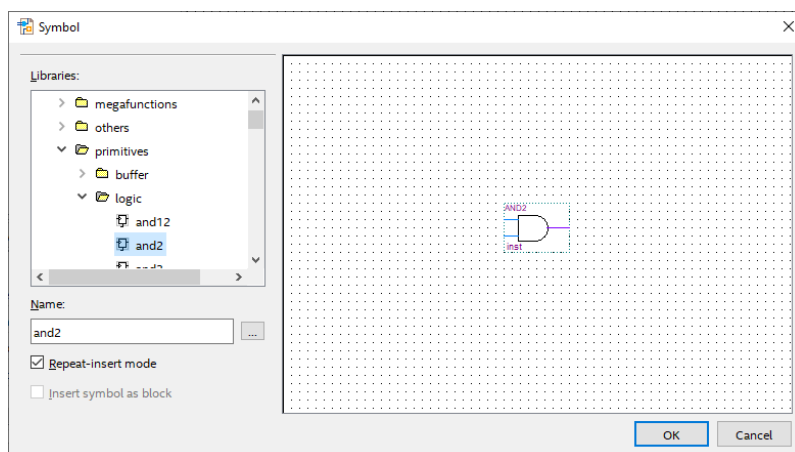 Symbol
Libraries:
megafunctions
others
primitives
buffer
logic
and12
and2
Name:
and2
...
Repeat-insert mode
Insert symbol as block
AND2
inst
OK
Cancel